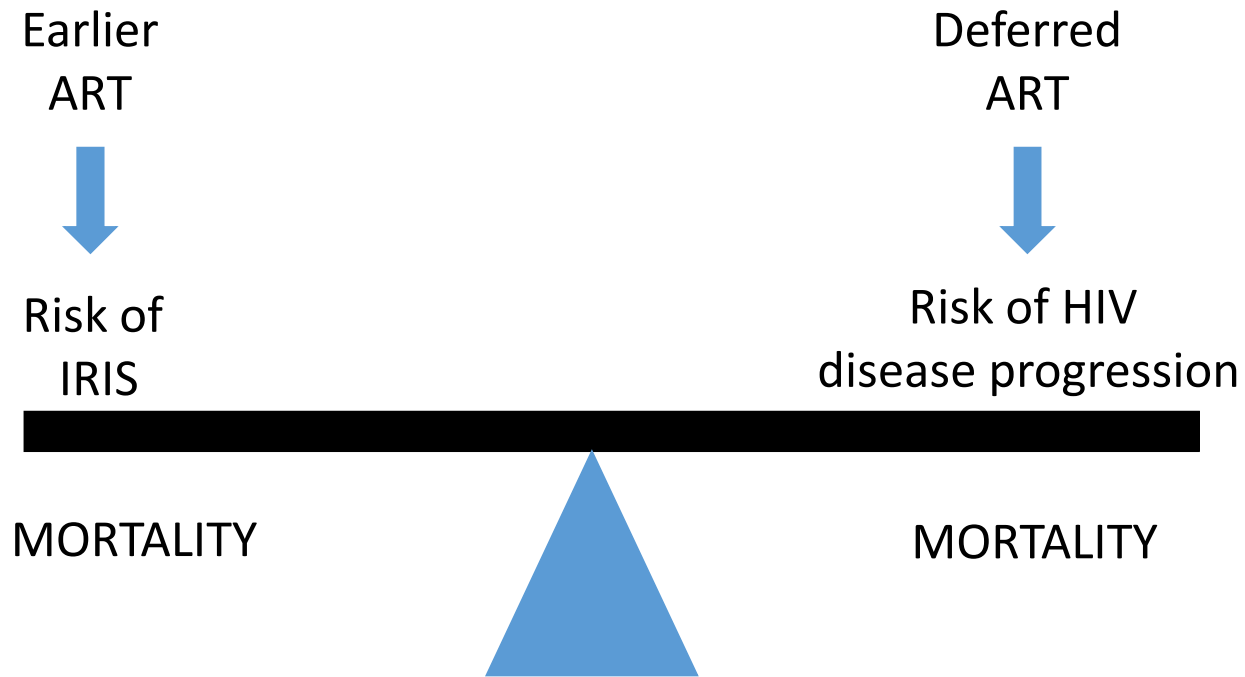 Earlier
ART
Risk of
IRIS
MORTALITY
Deferred
ART
Risk of HIV
disease progression
MORTALITY